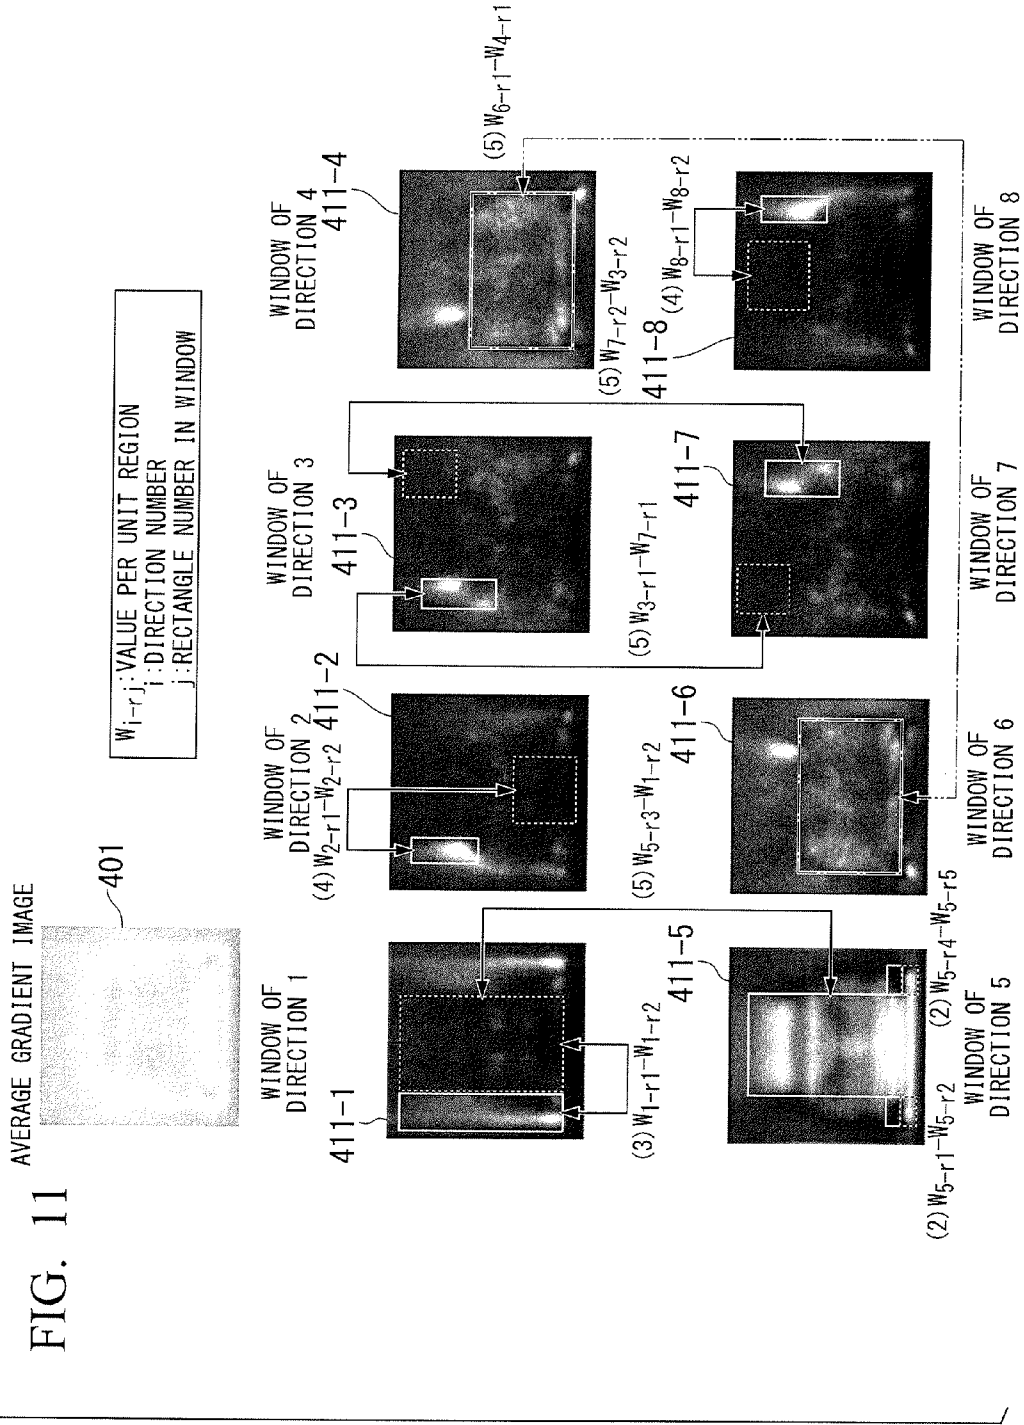 FIG. 11
AVERAGE GRADIENT IMAGE
401
Wi-rj:VALUE PER UNIT REGION
i:DIRECTION NUMBER
j:RECTANGLE NUMBER IN WINDOW
WINDOW OF
DIRECTION 1
411-1
(3)W1-r1-W1-r2
WINDOW OF
DIRECTION 2
(4)W2-r1-W2-r2
411-2
WINDOW OF
DIRECTION 3
411-3
WINDOW OF
DIRECTION 4
411-4
(5)W6-r1-W4-r1
(5)W5-r3-W1-r2
(5)W3-r1-W7-r1
(5)W7-r2-W3-r2
411-5
(2)W5-r1-W5-r2
(2)W5-r4-W5-r5
WINDOW OF
DIRECTION 5
411-6
WINDOW OF
DIRECTION 6
411-7
WINDOW OF
DIRECTION 7
411-8
(4)W8-r1-W8-r2
WINDOW OF
DIRECTION 8